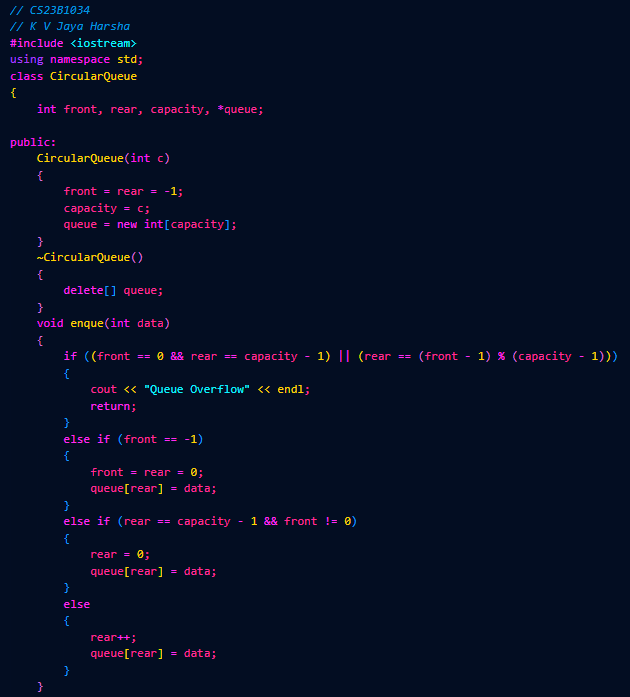 // CS23B1034
// K V Jaya Harsha
#include <iostream>
using namespace std;
class CircularQueue
{
    int front, rear, capacity, *queue;

public:
    CircularQueue(int c)
    {
        front = rear = -1;
        capacity = c;
        queue = new int[capacity];
    }
    ~CircularQueue()
    {
        delete[] queue;
    }
    void enque(int data)
    {
        if ((front == 0 && rear == capacity - 1) || (rear == (front - 1) % (capacity - 1)))
        {
            cout << "Queue Overflow" << endl;
            return;
        }
        else if (front == -1)
        {
            front = rear = 0;
            queue[rear] = data;
        }
        else if (rear == capacity - 1 && front != 0)
        {
            rear = 0;
            queue[rear] = data;
        }
        else
        {
            rear++;
            queue[rear] = data;
        }
    }